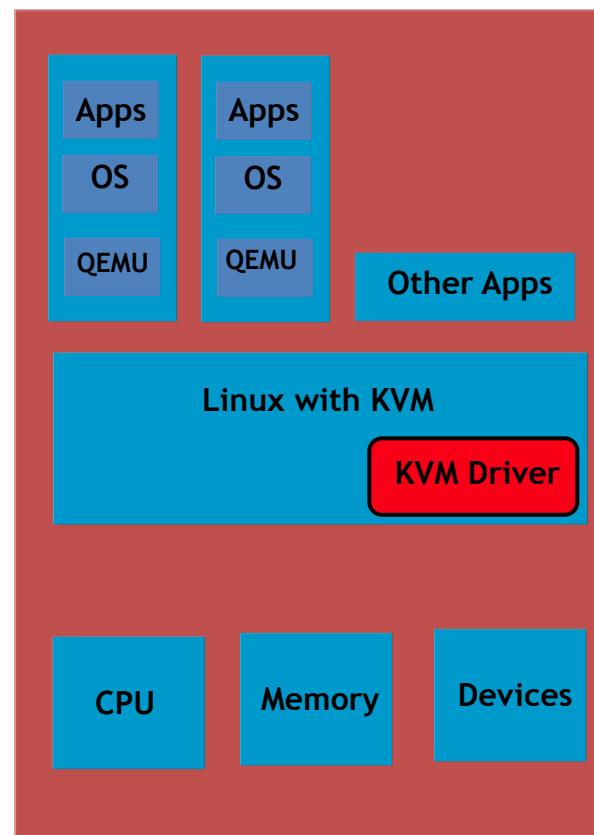 Apps
OS
QEMU
Apps
OS
QEMU
Other Apps
Linux with KVM
KVM Driver
CPU
Memory
Devices